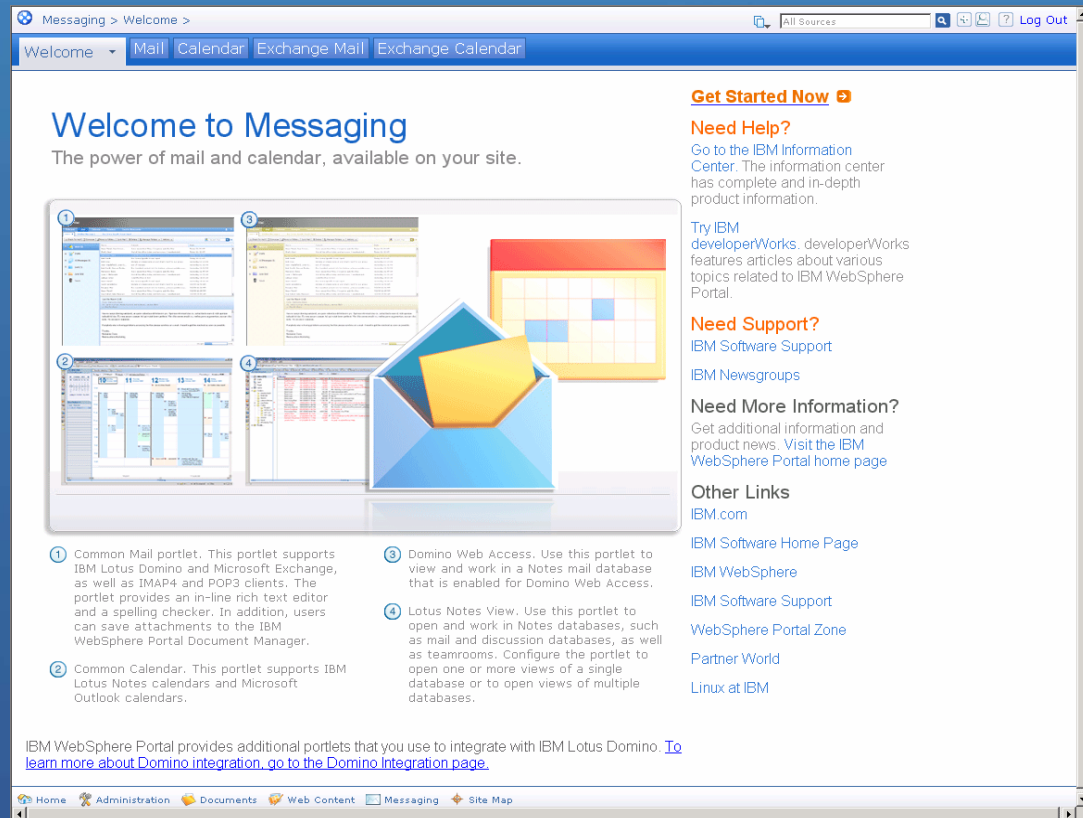 Messaging > Welcome >
All Sources
? Log Out
Welcome
Mail
Calendar
Exchange Mail
Exchange Calendar
Welcome to Messaging
The power of mail and calendar, available on your site.
1
3
2
4
1 Common Mail portlet. This portlet supports
IBM Lotus Domino and Microsoft Exchange,
as well as IMAP4 and POP3 clients. The
portlet provides an in-line rich text editor
and a spelling checker. In addition, users
can save attachments to the IBM
WebSphere Portal Document Manager.
2 Common Calendar. This portlet supports IBM
Lotus Notes calendars and Microsoft
Outlook calendars.
3 Domino Web Access. Use this portlet to
view and work in a Notes mail database
that is enabled for Domino Web Access.
4 Lotus Notes View. Use this portlet to
open and work in Notes databases, such
as mail and discussion databases, as well
as teamrooms. Configure the portlet to
open one or more views of a single
database or to open views of multiple
databases.
IBM WebSphere Portal provides additional portlets that you use to integrate with IBM Lotus Domino. To
learn more about Domino integration, go to the Domino Integration page.
Get Started Now
Need Help?
Go to the IBM Information
Center. The information center
has complete and in-depth
product information.
Try IBM
developerWorks. developerWorks
features articles about various
topics related to IBM WebSphere
Portal.
Need Support?
IBM Software Support
IBM Newsgroups
Need More Information?
Get additional information and
product news. Visit the IBM
WebSphere Portal home page
Other Links
IBM.com
IBM Software Home Page
IBM WebSphere
IBM Software Support
WebSphere Portal Zone
Partner World
Linux at IBM
Home
Administration
Documents
Web Content
Messaging
Site Map